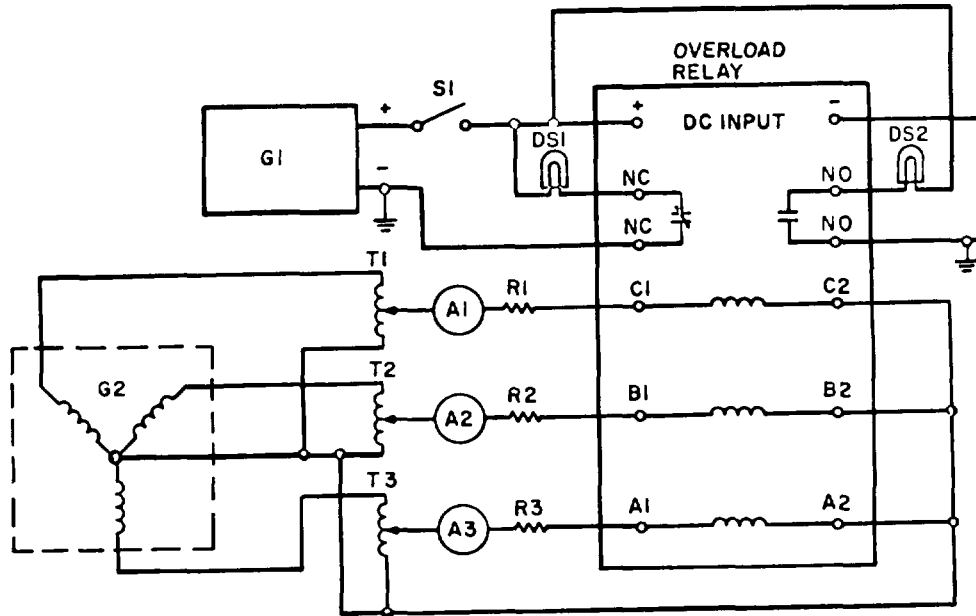 OVERLOAD
RELAY
S1
+
+
DC INPUT
-
G1
DS1
DS2
-
NC
NO
NC
NO
T1
A1
R1
C1
C2
G2
T2
A2
R2
B1
B2
T3
A3
R3
A1
A2